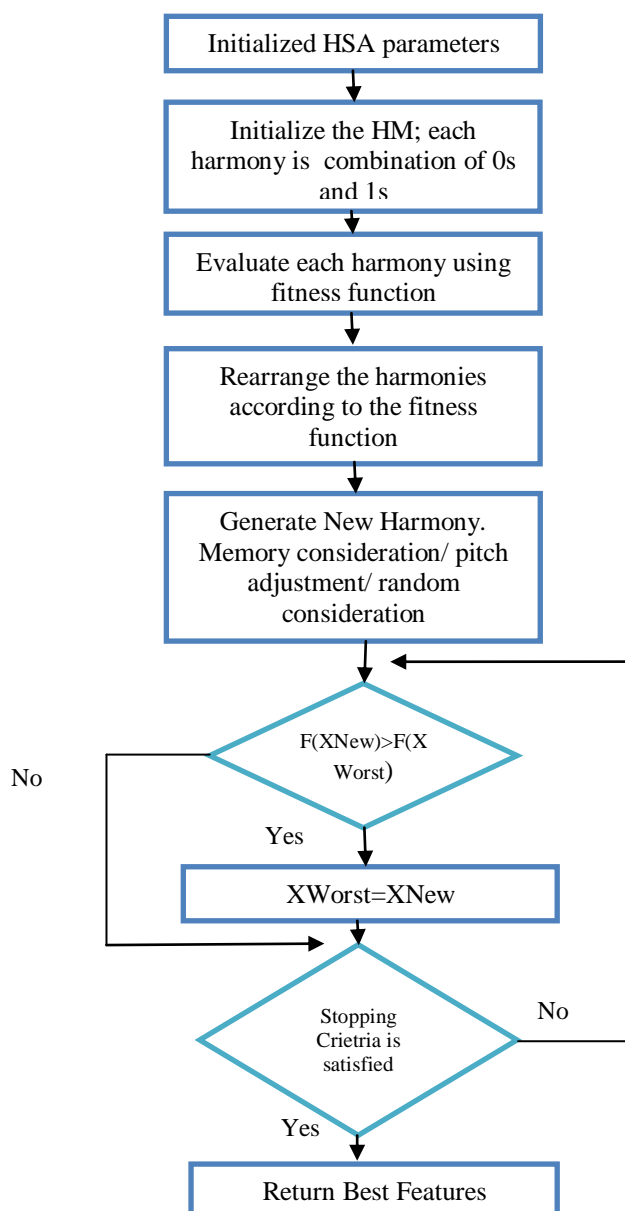 Initialized HSA parameters
Initialize the HM; each
harmony is combination of 0s
and 1s
Evaluate each harmony using
fitness function
Rearrange the harmonies
according to the fitness
function
Generate New Harmony.
Memory consideration/ pitch
adjustment/ random
consideration
F(XNew)>F(X
Worst)
No
Yes
XWorst=XNew
Stopping
Crietria is
satisfied
No
Yes
Return Best Features